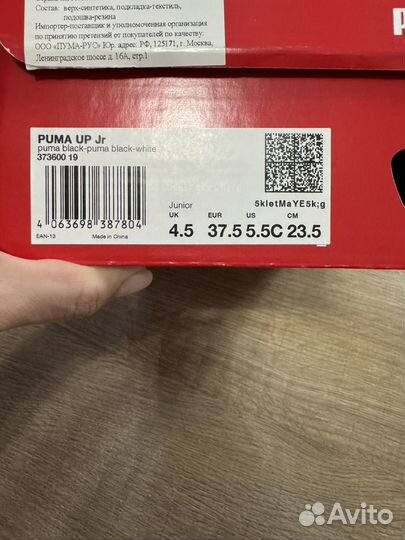 Состав: верх-синтетика, подкладка-текстиль,
подошва-резина
Импортер-поставщик и уполномоченная организация
по принятию претензий от покупателей по качеству:
ООО «ПУМА-РУС» Юр. адрес: РФ, 125171, г. Москва,
Ленинградское шоссе д. 16А, стр.1
PUMA UP Jr
puma black-puma black-white
373600 19
4 063698 387804
EAN-13 Made in China
Junior 5kletMaYE5k;g
UK EUR US CM
4.5 37.5 5.5C 23.5
Avito